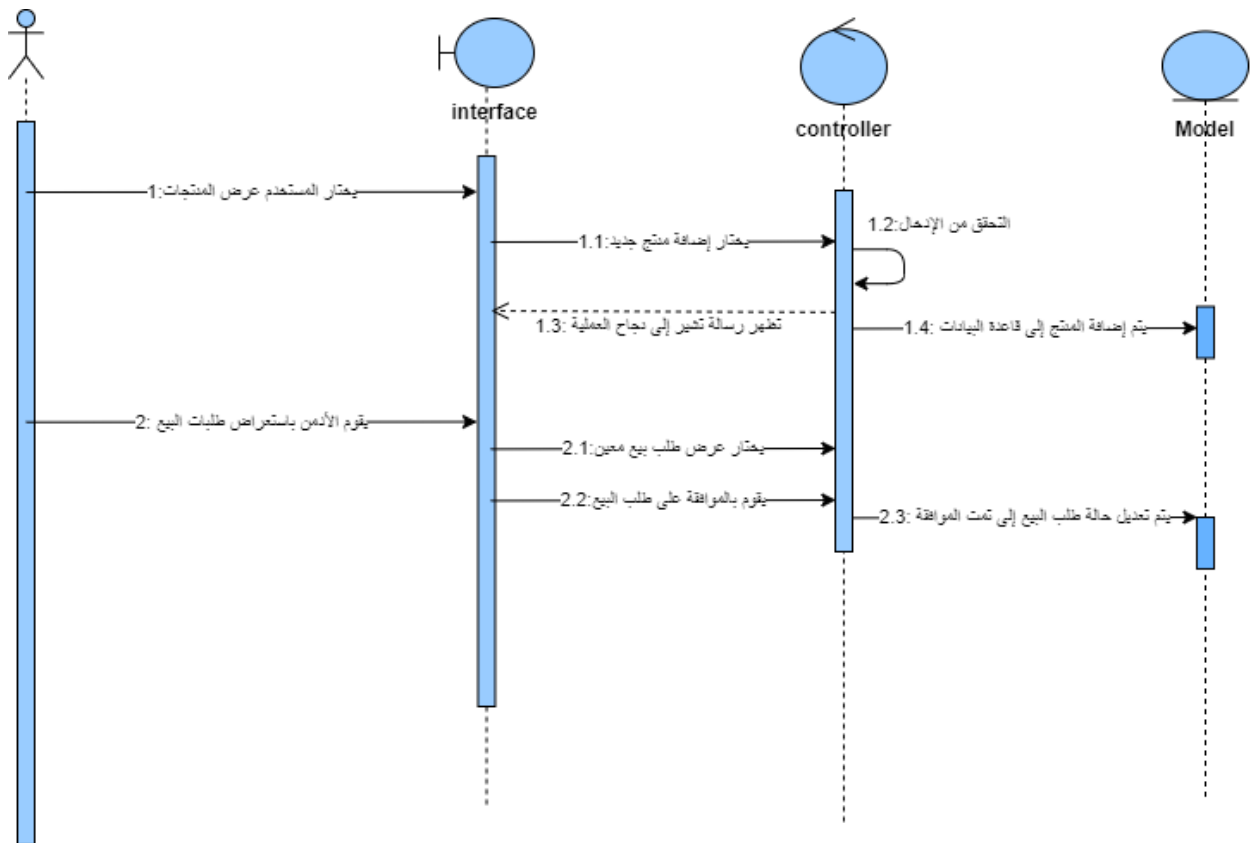 interface
controller
Model
1:يختار المستخدم عرض المنتجات
1.1:يختار إضافة منتج جديد
1.2:التحقق من الإدخال
1.3: تظهر رسالة تشير إلى نجاح العملية
1.4: يتم إضافة المنتج إلى قاعدة البيانات
2: يقوم الأدمن باستعراض طلبات البيع
2.1:يختار عرض طلب بيع معين
2.2:يقوم بالموافقة على طلب البيع
2.3: يتم تعديل حالة طلب البيع إلى تمت الموافقة